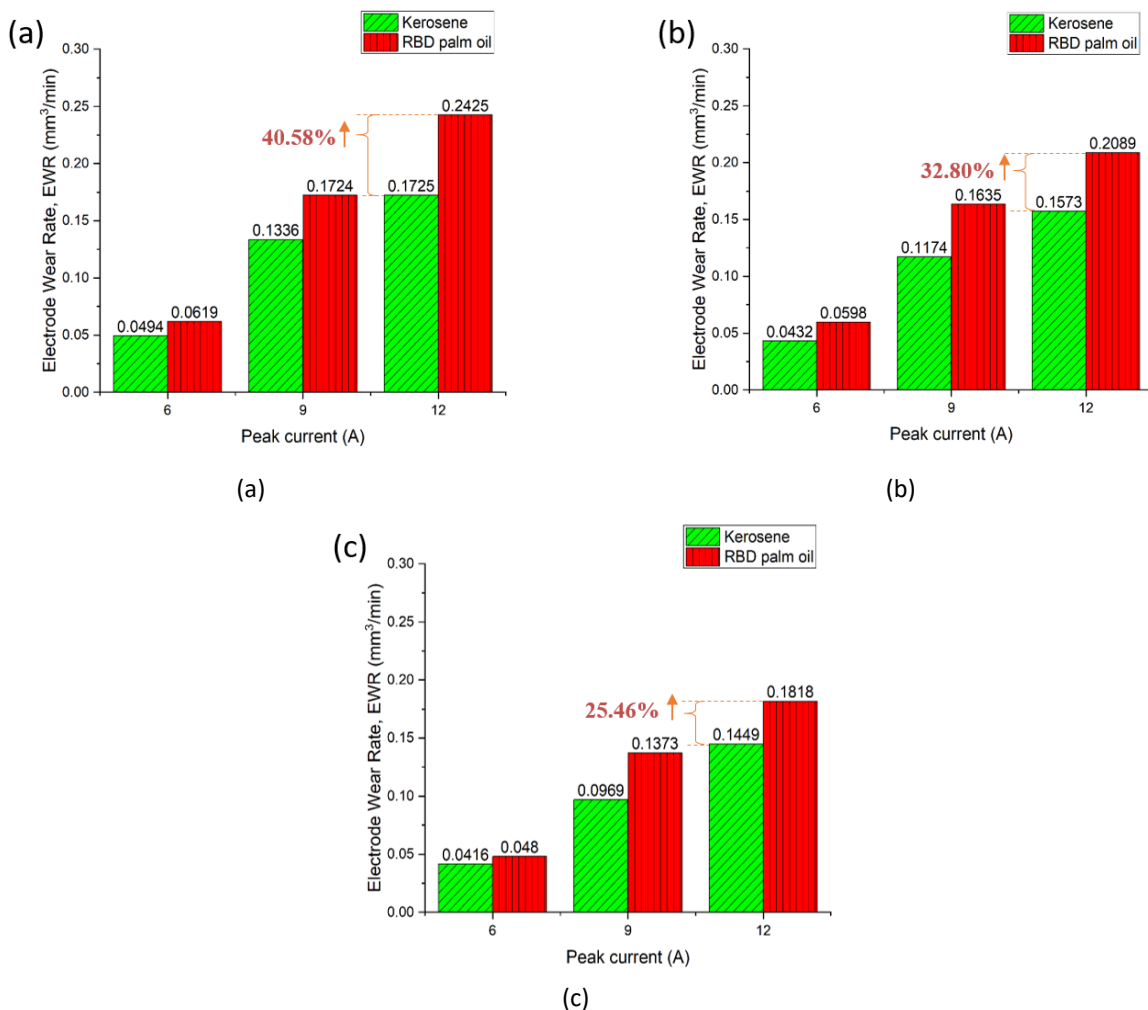 (a)
Kerosene
RBD palm oil
Electrode Wear Rate, EWR (mm³/min)
0.30
0.25
0.20
0.15
0.10
0.05
0.00
0.0494
0.0619
0.1336
0.1724
0.1725
0.2425
40.58%
6
9
12
Peak current (A)
(a)
(b)
Kerosene
RBD palm oil
Electrode Wear Rate, EWR (mm³/min)
0.30
0.25
0.20
0.15
0.10
0.05
0.00
0.0432
0.0598
0.1174
0.1635
0.1573
0.2089
32.80%
6
9
12
Peak current (A)
(b)
(c)
Kerosene
RBD palm oil
Electrode Wear Rate, EWR (mm³/min)
0.30
0.25
0.20
0.15
0.10
0.05
0.00
0.0416
0.048
0.0969
0.1373
0.1449
0.1818
25.46%
6
9
12
Peak current (A)
(c)